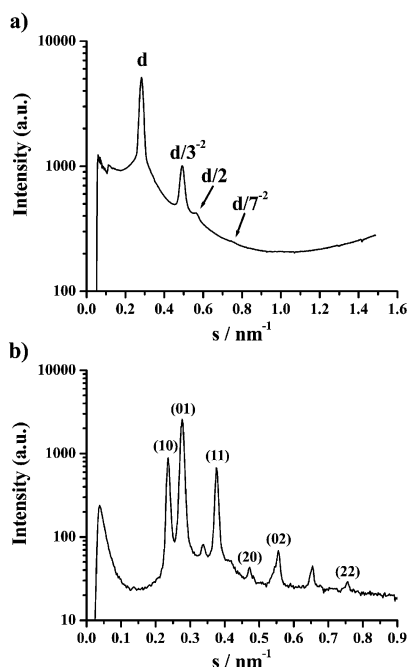 a)
10000
d
d/3⁻²
d/2
d/7⁻²
1000
100
Intensity (a.u.)
0.0 0.2 0.4 0.6 0.8 1.0 1.2 1.4 1.6
s / nm⁻¹
b)
10000
(01)
(10)
(11)
1000
(20)
(02)
(22)
100
10
Intensity (a.u.)
0.0 0.1 0.2 0.3 0.4 0.5 0.6 0.7 0.8 0.9
s / nm⁻¹